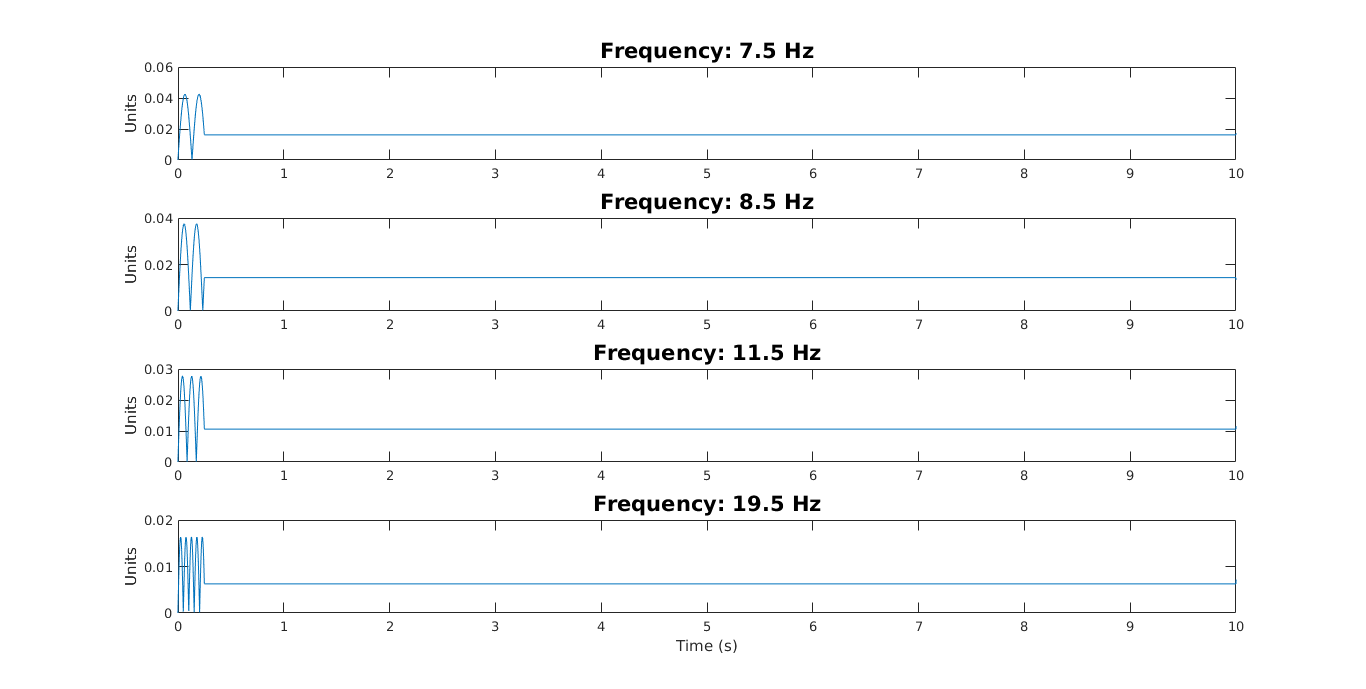 Frequency: 7.5 Hz
0.06
0.04
0.02
0
Units
0 1 2 3 4 5 6 7 8 9 10
Frequency: 8.5 Hz
0.04
0.02
0
Units
0 1 2 3 4 5 6 7 8 9 10
Frequency: 11.5 Hz
0.03
0.02
0.01
0
Units
0 1 2 3 4 5 6 7 8 9 10
Frequency: 19.5 Hz
0.02
0.01
0
Units
0 1 2 3 4 5 6 7 8 9 10
Time (s)